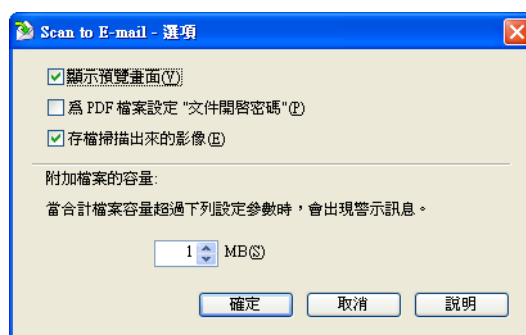 Scan to E-mail - 選項
顯示預覽畫面(V)
為 PDF 檔案設定 "文件開啓密碼"(P)
存檔掃描出來的影像(E)
附加檔案的容量:
當合計檔案容量超過下列設定參數時，會出現警示訊息。
1 MB(S)
確定 取消 說明